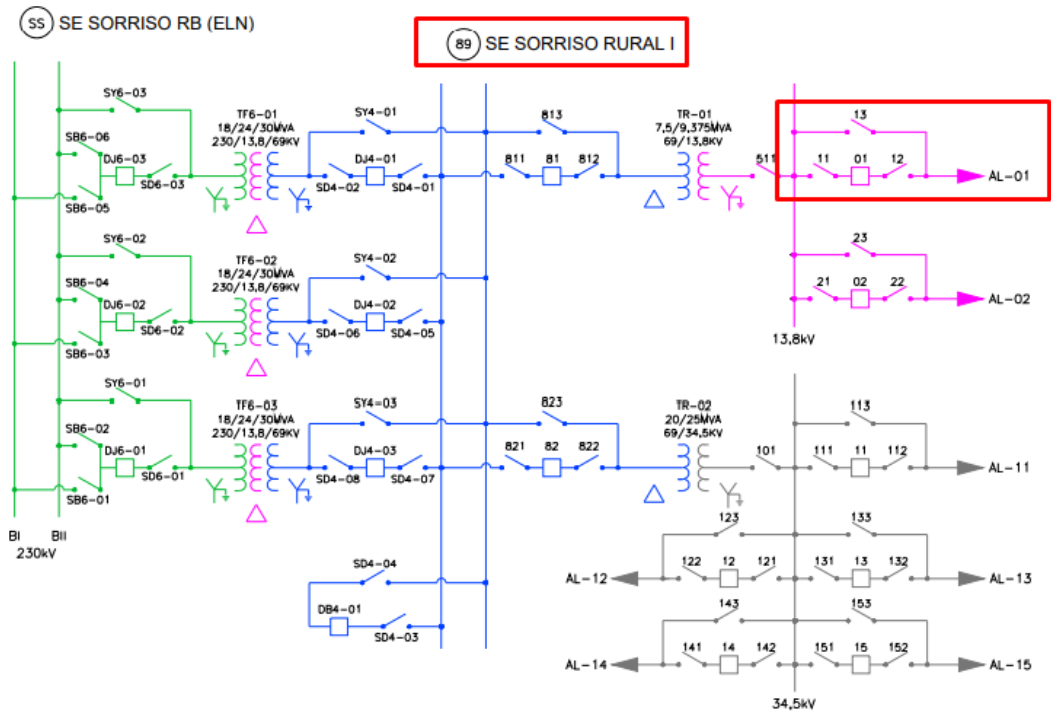 SS SE SORRISO RB (ELN)
89 SE SORRISO RURAL I
SY6-03
SB6-06
DJ6-03
SD6-03
SB6-05
TF6-01
18/24/30MVA
230/13,8/69KV
SY4-01
DJ4-01
SD4-02
SD4-01
813
811
81
812
TR-01
7,5/9,375MVA
69/13,8KV
511
13
11
01
12
AL-01
SY6-02
SB6-04
DJ6-02
SD6-02
SB6-03
TF6-02
18/24/30MVA
230/13,8/69KV
SY4-02
DJ4-02
SD4-06
SD4-05
23
21
02
22
AL-02
13,8kV
SY6-01
SB6-02
DJ6-01
SD6-01
SB6-01
TF6-03
18/24/30MVA
230/13,8/69KV
SY4-03
DJ4-03
SD4-08
SD4-07
823
821
82
822
TR-02
20/25MVA
69/34,5KV
101
113
111
11
112
AL-11
BI
BII
230kV
SD4-04
DB4-01
SD4-03
123
133
AL-12
122
12
121
131
13
132
AL-13
143
153
AL-14
141
14
142
151
15
152
AL-15
34,5kV